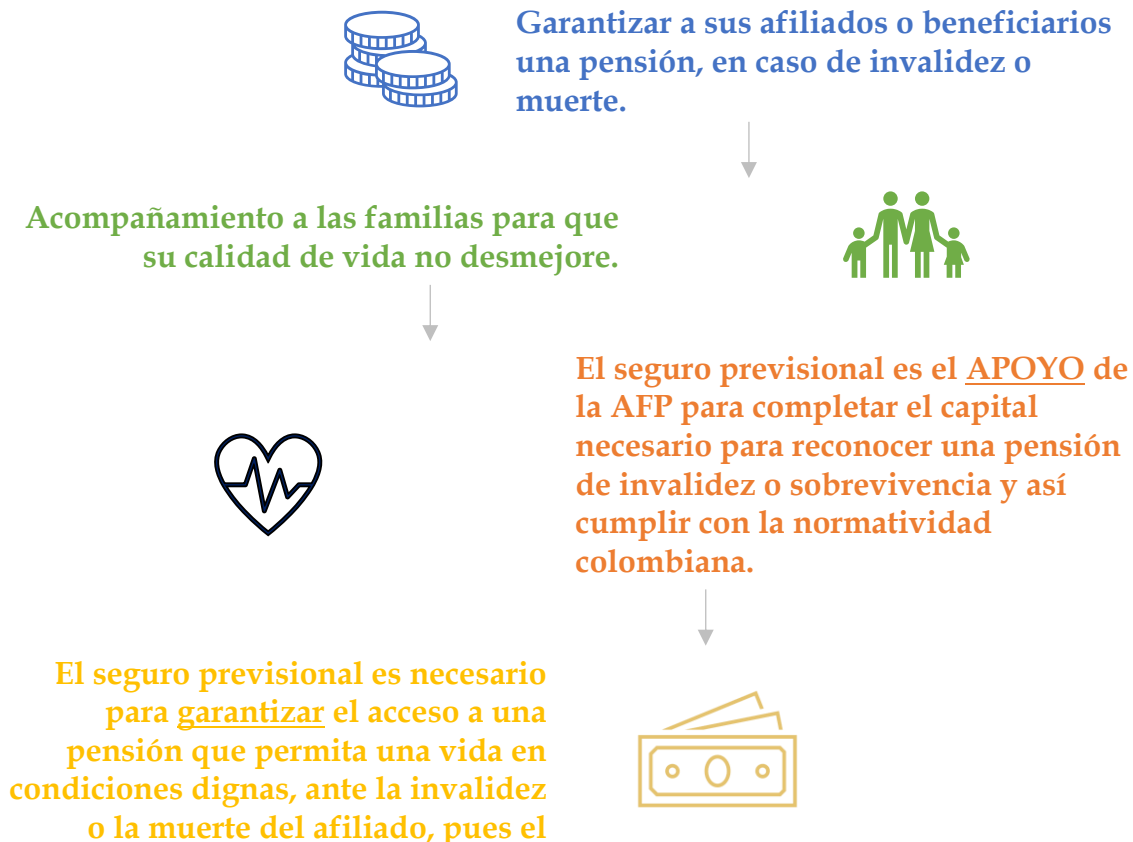 Garantizar a sus afiliados o beneficiarios
una pensión, en caso de invalidez o
muerte.
Acompañamiento a las familias para que
su calidad de vida no desmejore.
El seguro previsional es el APOYO de
la AFP para completar el capital
necesario para reconocer una pensión
de invalidez o sobrevivencia y así
cumplir con la normatividad
colombiana.
El seguro previsional es necesario
para garantizar el acceso a una
pensión que permita una vida en
condiciones dignas, ante la invalidez
o la muerte del afiliado, pues el